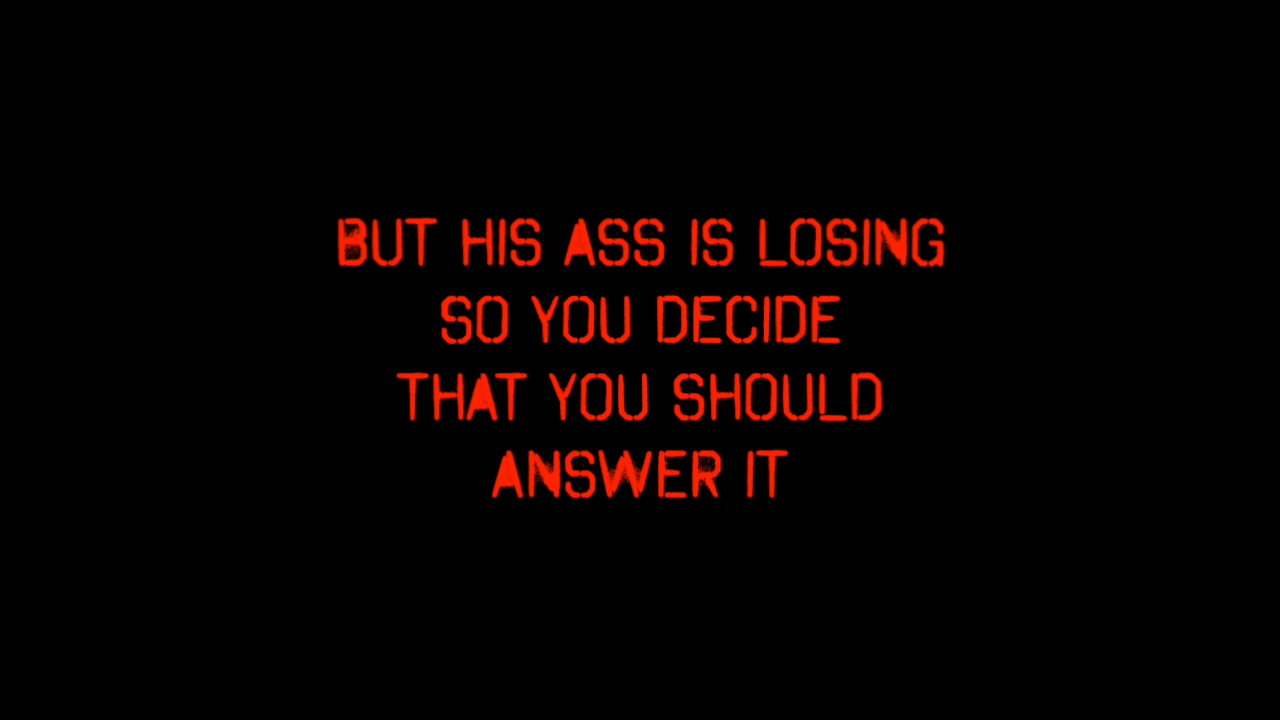 BUT HIS ASS IS LOSING
SO YOU DECIDE
THAT YOU SHOULD
ANSWER IT